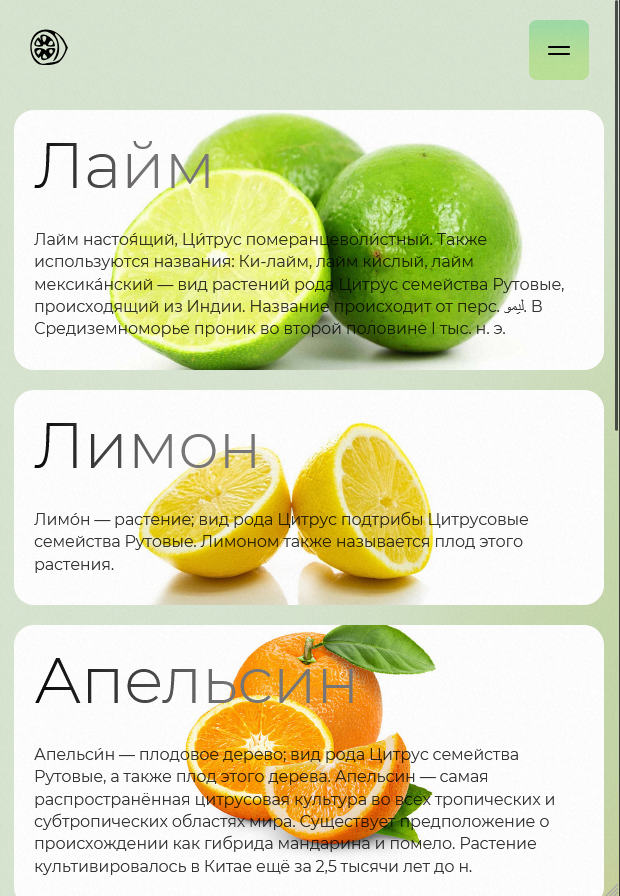 Лайм
Лайм настоя́щий, Ци́трус померанцеволи́стный. Также
используются названия: Ки-лайм, лайм ки́слый, лайм
мексика́нский — вид растений рода Цитрус семейства Рутовые,
происходящий из Индии. Название происходит от перс. لیمو‎. В
Средиземноморье проник во второй половине I тыс. н. э.
Лимон
Лимо́н — растение; вид рода Цитрус подтрибы Цитрусовые
семейства Рутовые. Лимоном также называется плод этого
растения.
Апельсин
Апельси́н — плодовое дерево; вид рода Цитрус семейства
Рутовые, а также плод этого дерева. Апельсин — самая
распространённая цитрусовая культура во всех тропических и
субтропических областях мира. Существует предположение о
происхождении как гибрида мандарина и помело. Растение
культивировалось в Китае ещё за 2,5 тысячи лет до н.